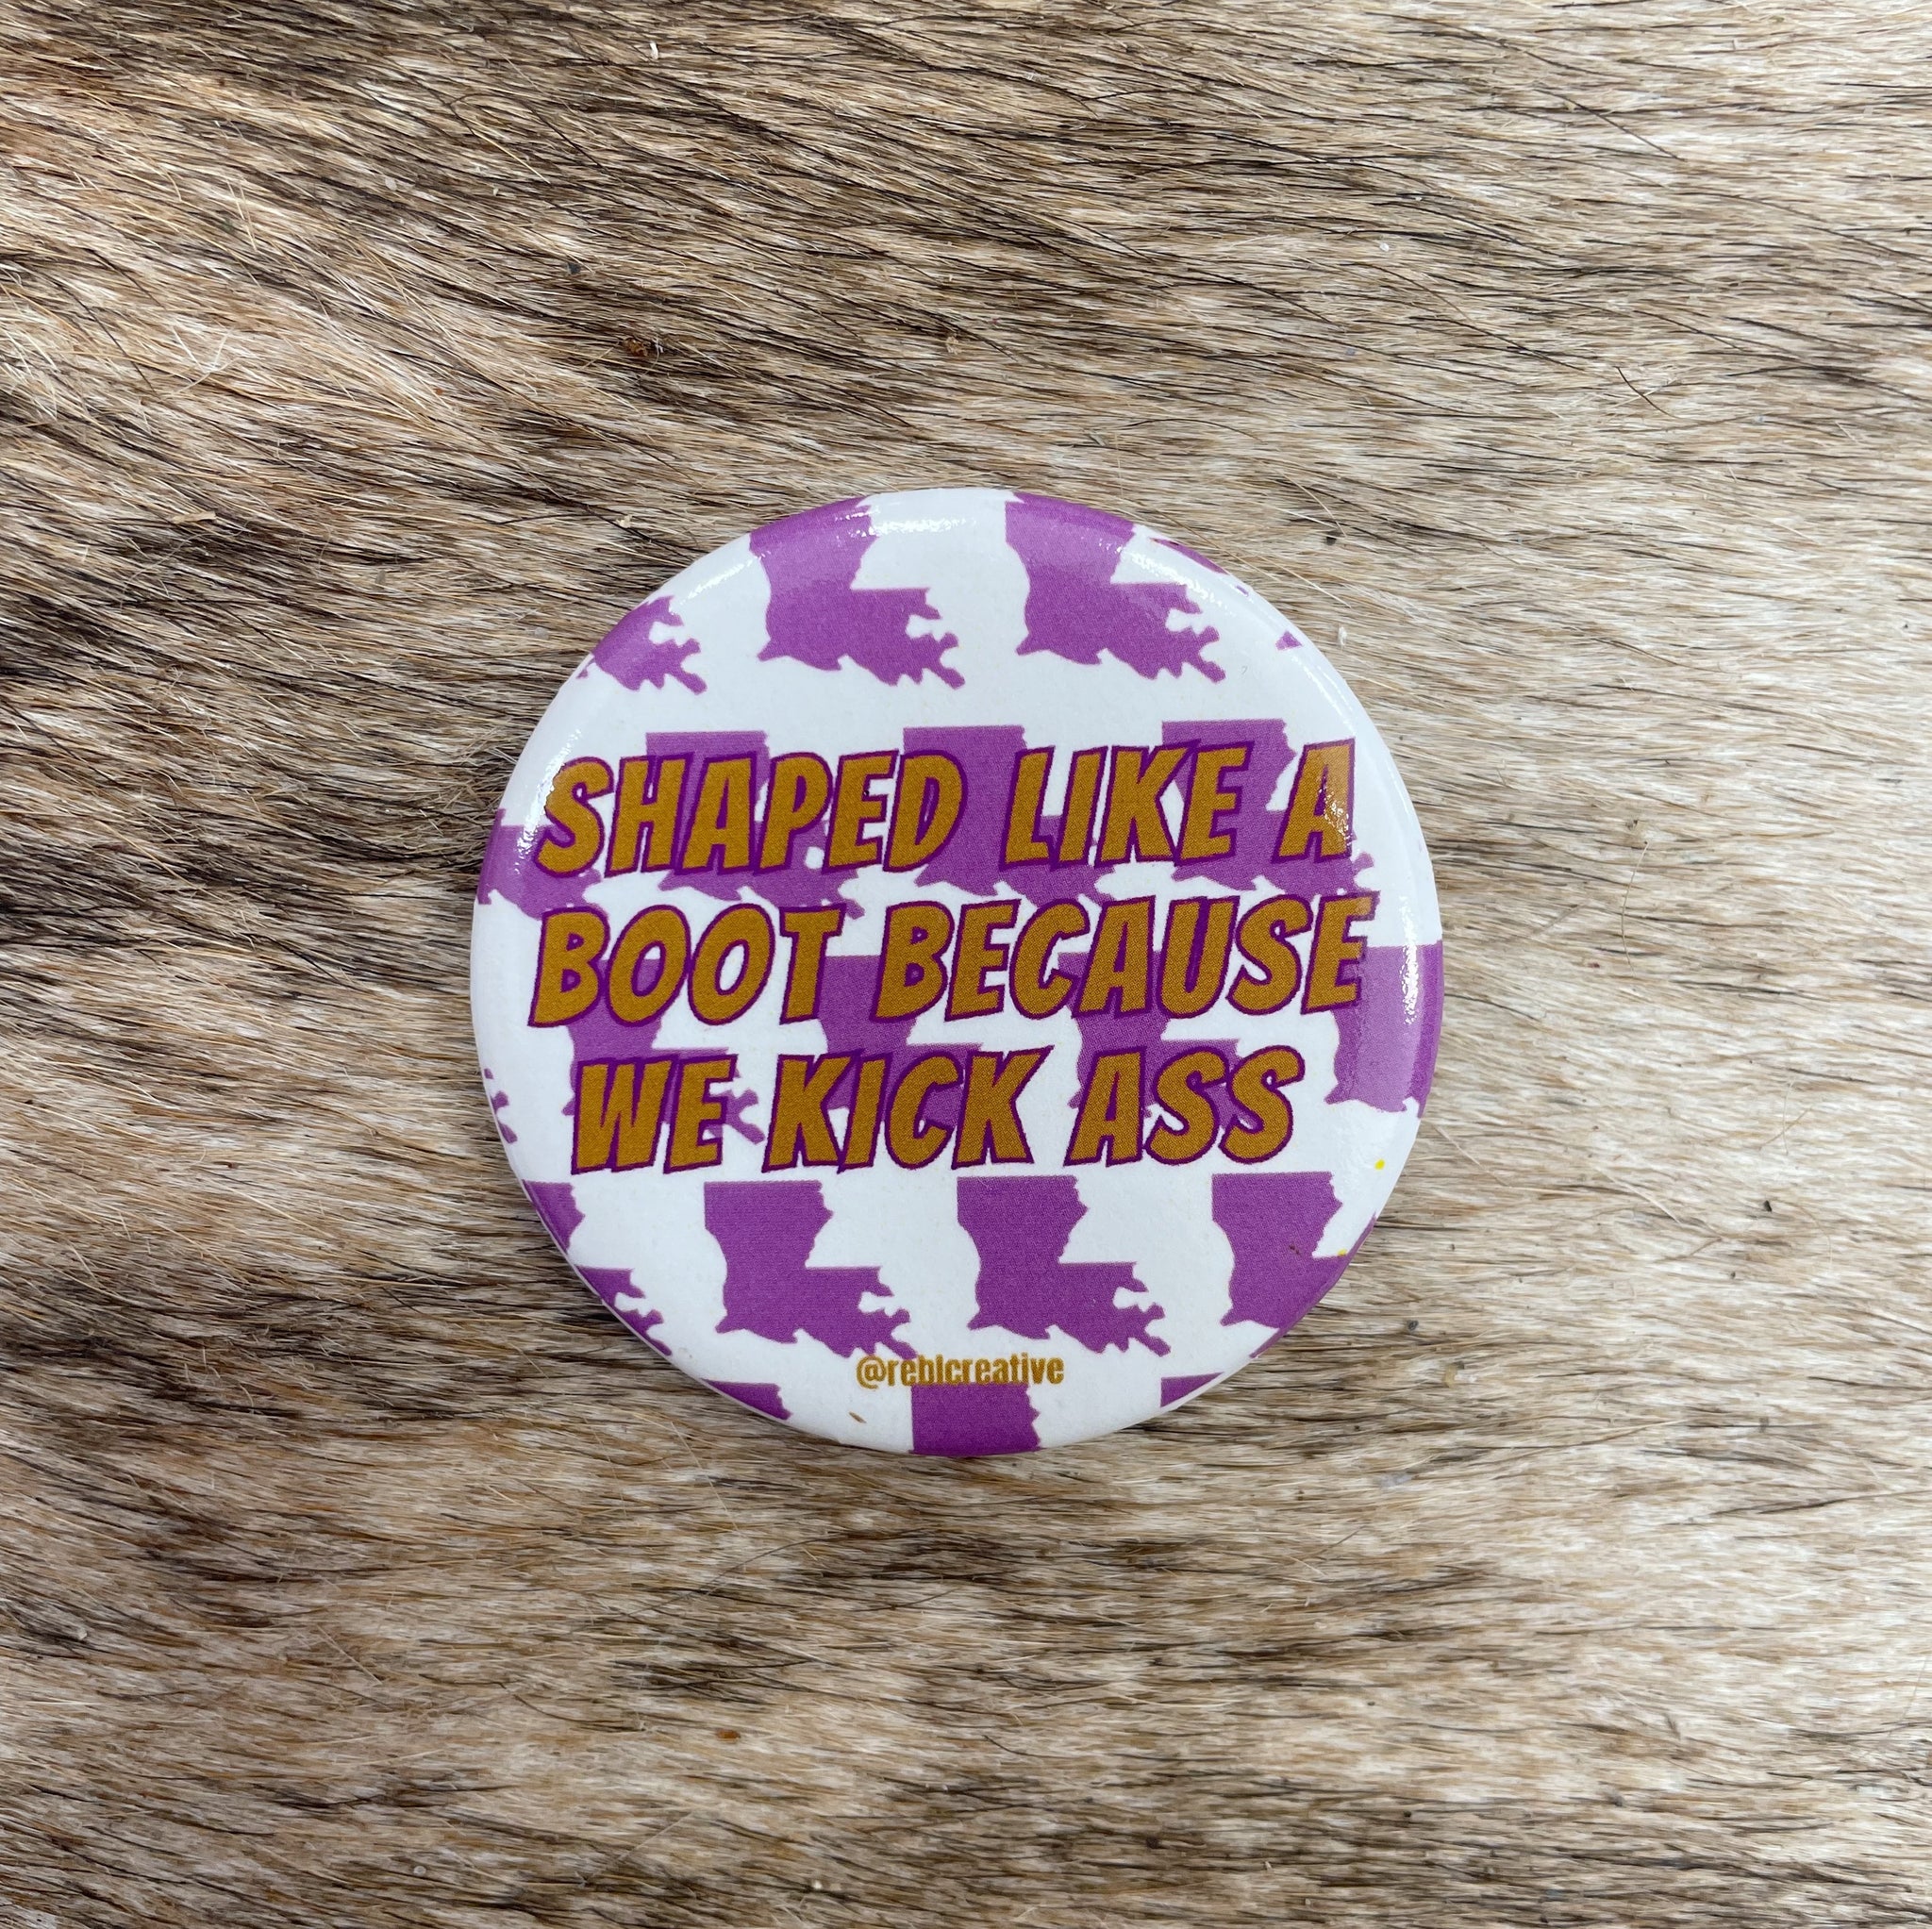 SHAPED LIKE A
BOOT BECAUSE
WE KICK ASS
@reblcreative